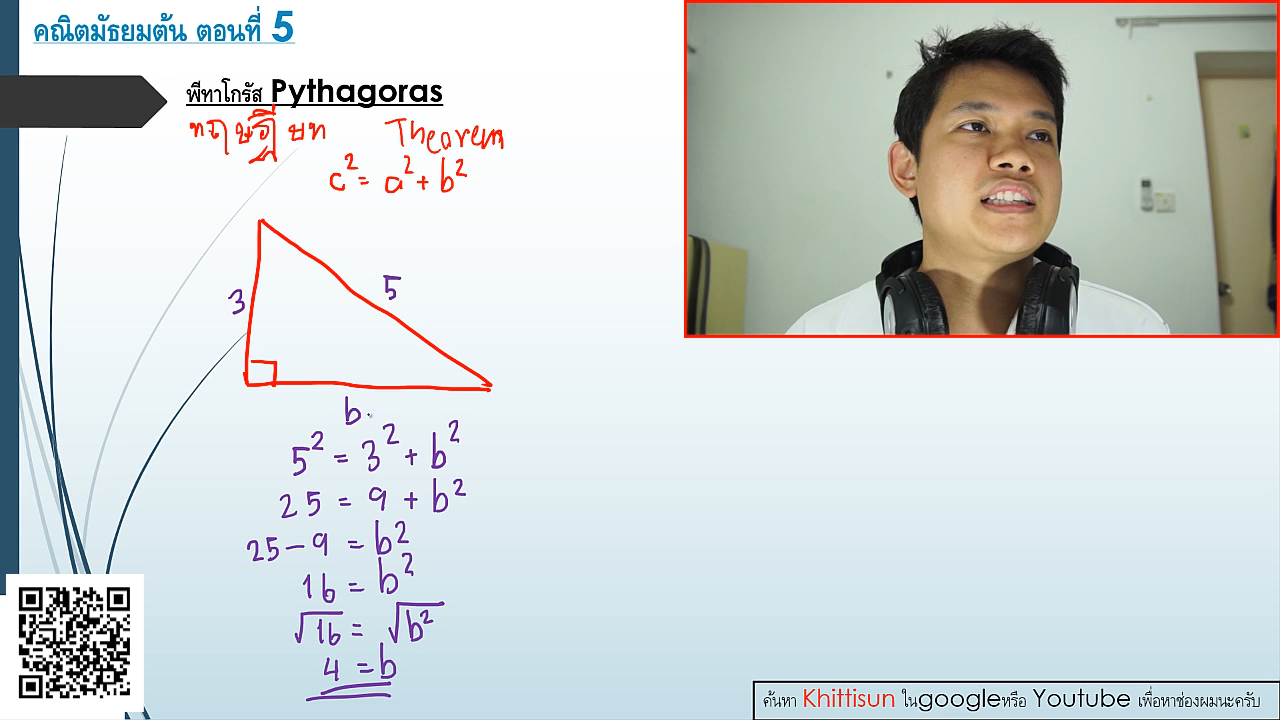 คณิตมัธยมต้น ตอนที่ 5
พีทาโกรัส Pythagoras
ทฤษฎีบท Theorem
c² = a² + b²
3
5
b
5² = 3² + b²
25 = 9 + b²
25 – 9 = b²
16 = b²
√16 = √b²
4 = b
ค้นหา Khittisun ในgoogleหรือ Youtube เพื่อหาช่องผมนะครับ